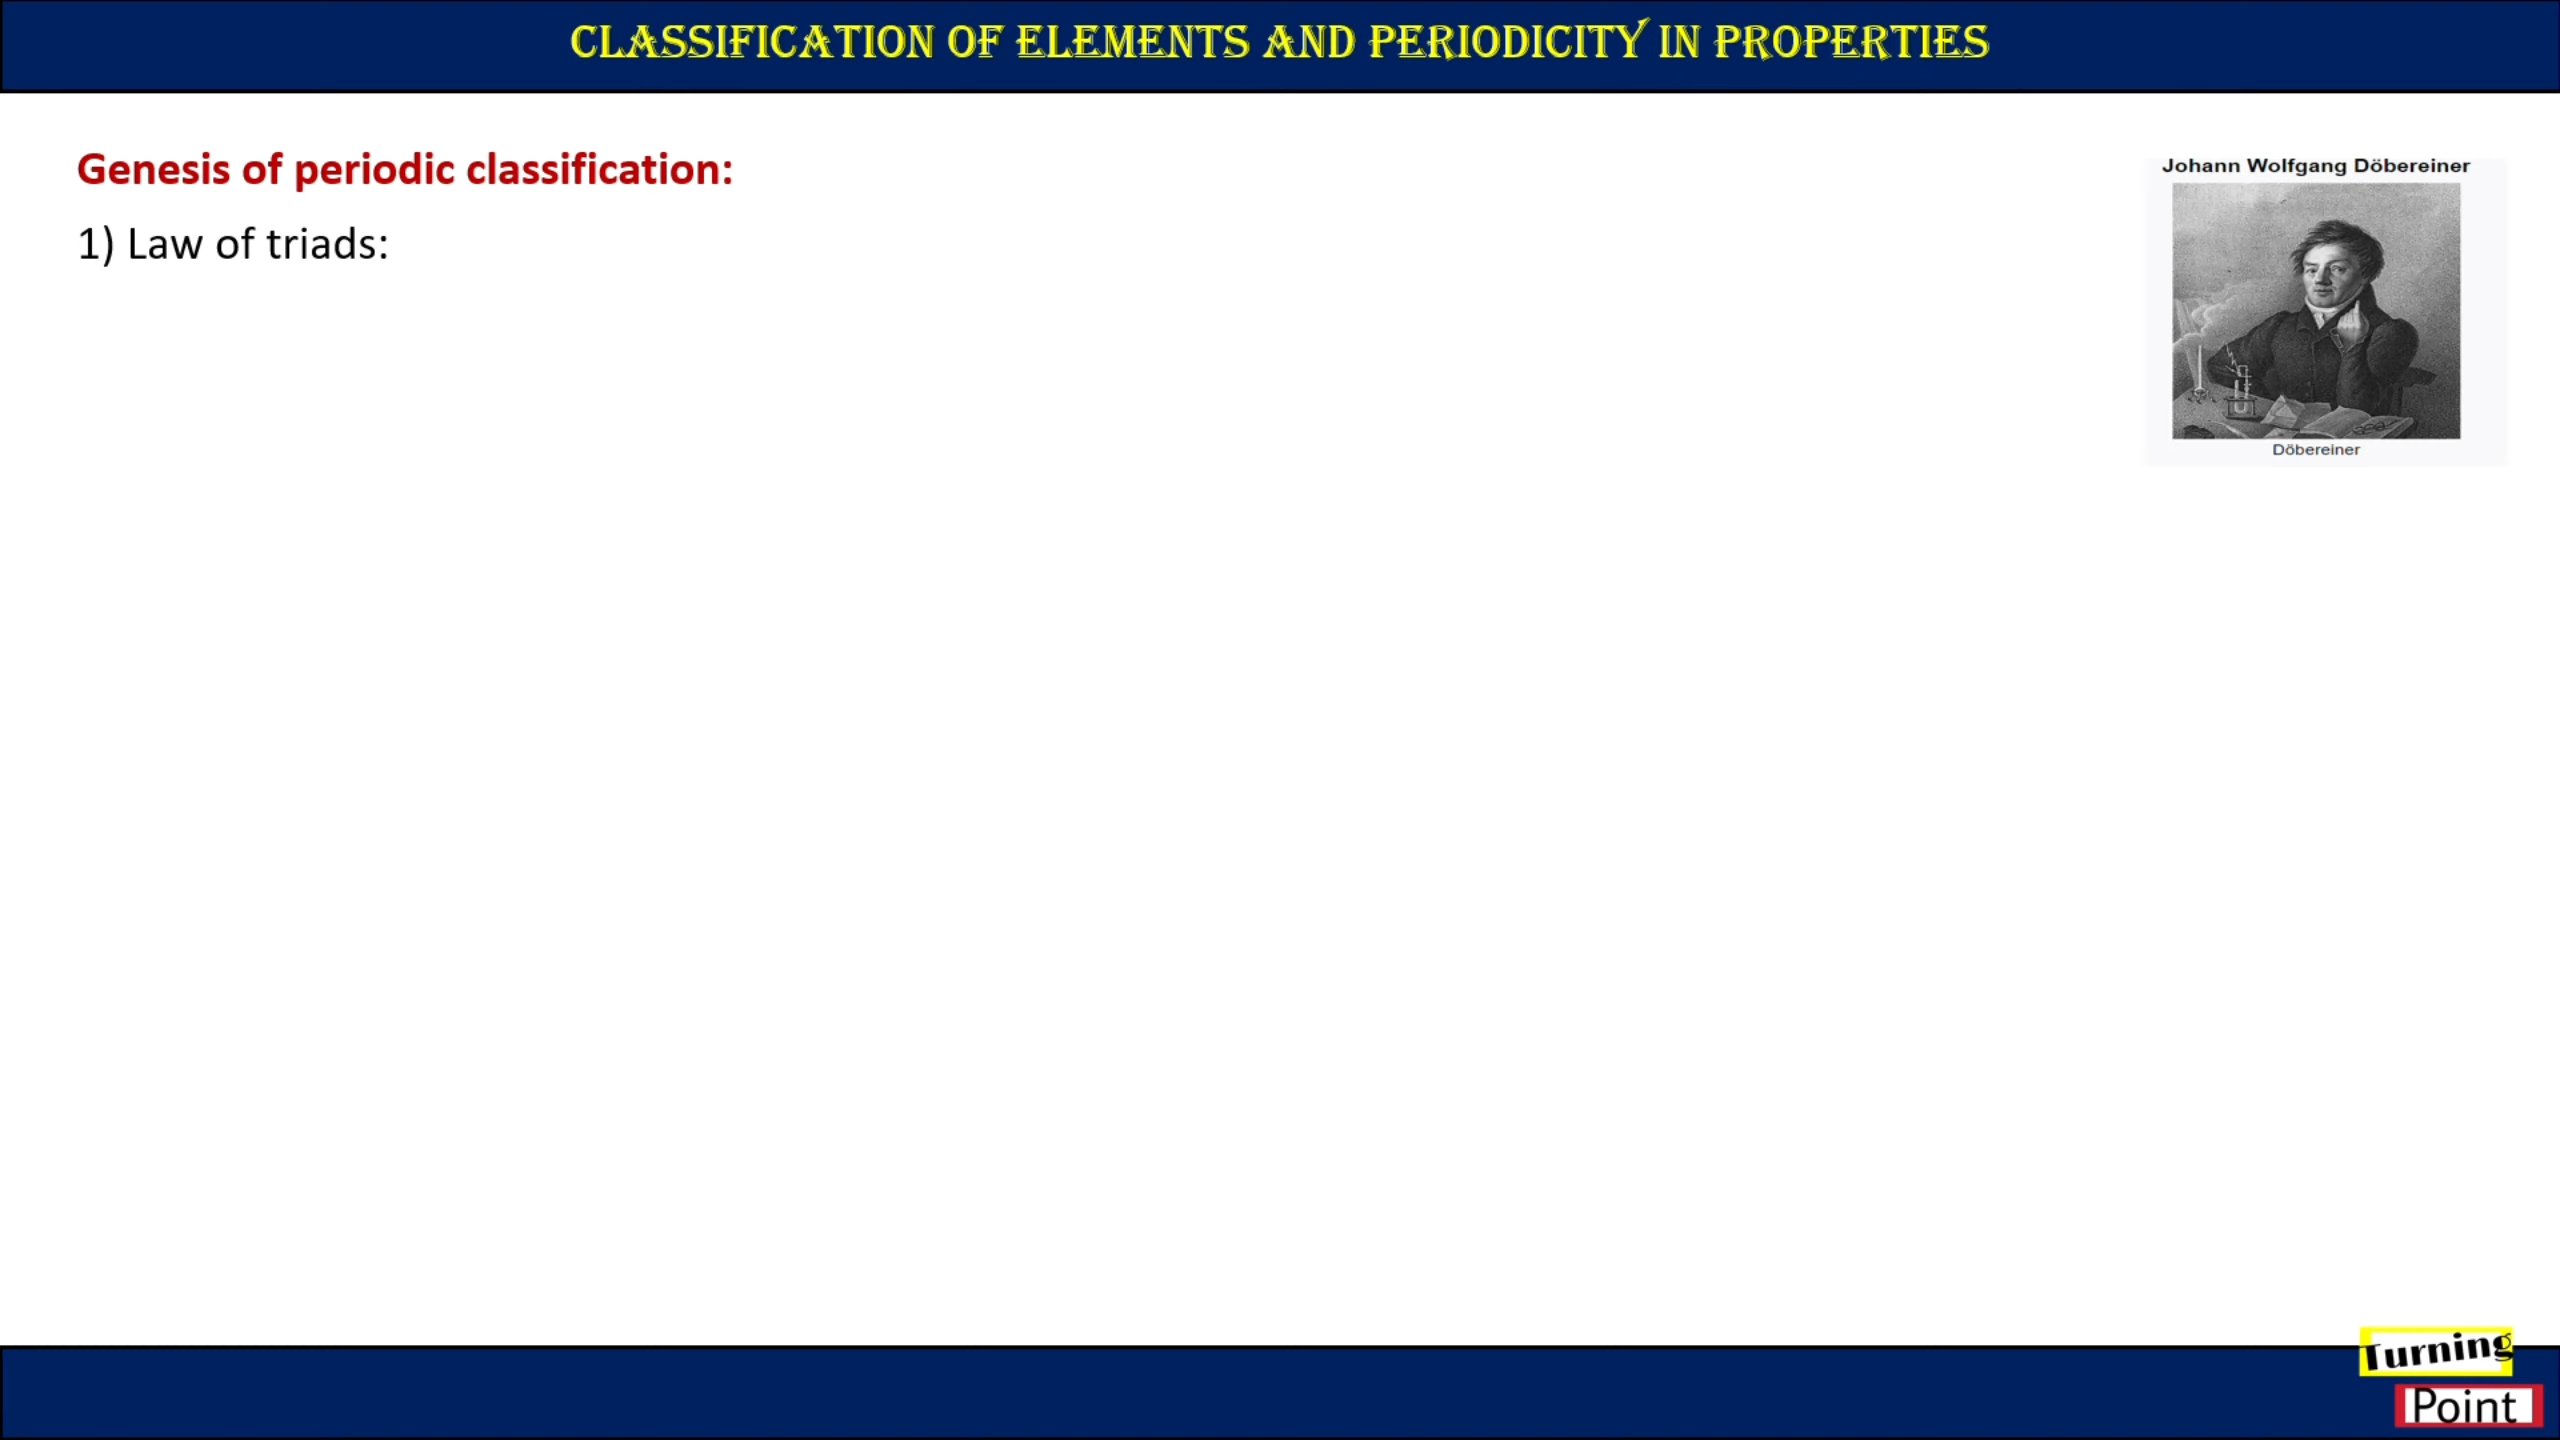 CLASSIFICATION OF ELEMENTS AND PERIODICITY IN PROPERTIES
Genesis of periodic classification:
1) Law of triads:
Johann Wolfgang Döbereiner
Döbereiner
Turning
Point